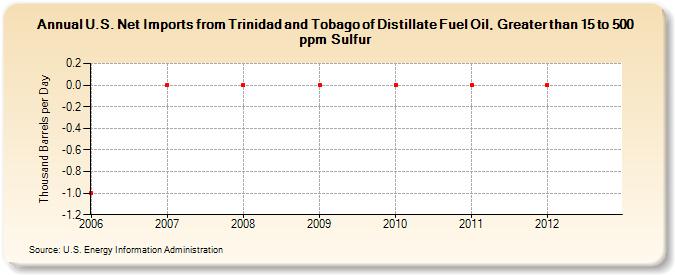 Annual U.S. Net Imports from Trinidad and Tobago of Distillate Fuel Oil, Greater than 15 to 500
ppm Sulfur
Thousand Barrels per Day
0.2
0.0
-0.2
-0.4
-0.6
-0.8
-1.0
-1.2
2006 2007 2008 2009 2010 2011 2012
Source: U.S. Energy Information Administration